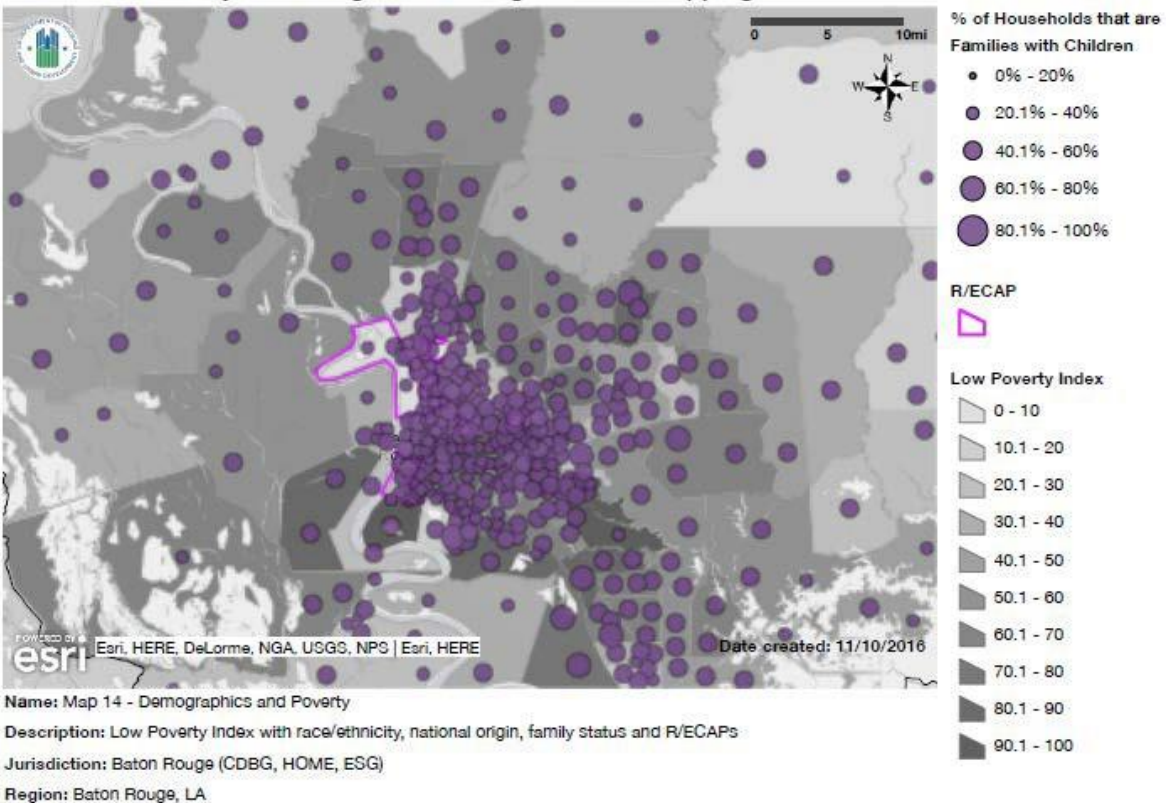 0 5 10mi
N
W E
S
POWERED BY
esri
Esri, HERE, DeLorme, NGA, USGS, NPS | Esri, HERE
Date created: 11/10/2016
% of Households that are
Families with Children
0% - 20%
20.1% - 40%
40.1% - 60%
60.1% - 80%
80.1% - 100%
R/ECAP
Low Poverty Index
0 - 10
10.1 - 20
20.1 - 30
30.1 - 40
40.1 - 50
50.1 - 60
60.1 - 70
70.1 - 80
80.1 - 90
90.1 - 100
Name: Map 14 - Demographics and Poverty
Description: Low Poverty Index with race/ethnicity, national origin, family status and R/ECAPs
Jurisdiction: Baton Rouge (CDBG, HOME, ESG)
Region: Baton Rouge, LA